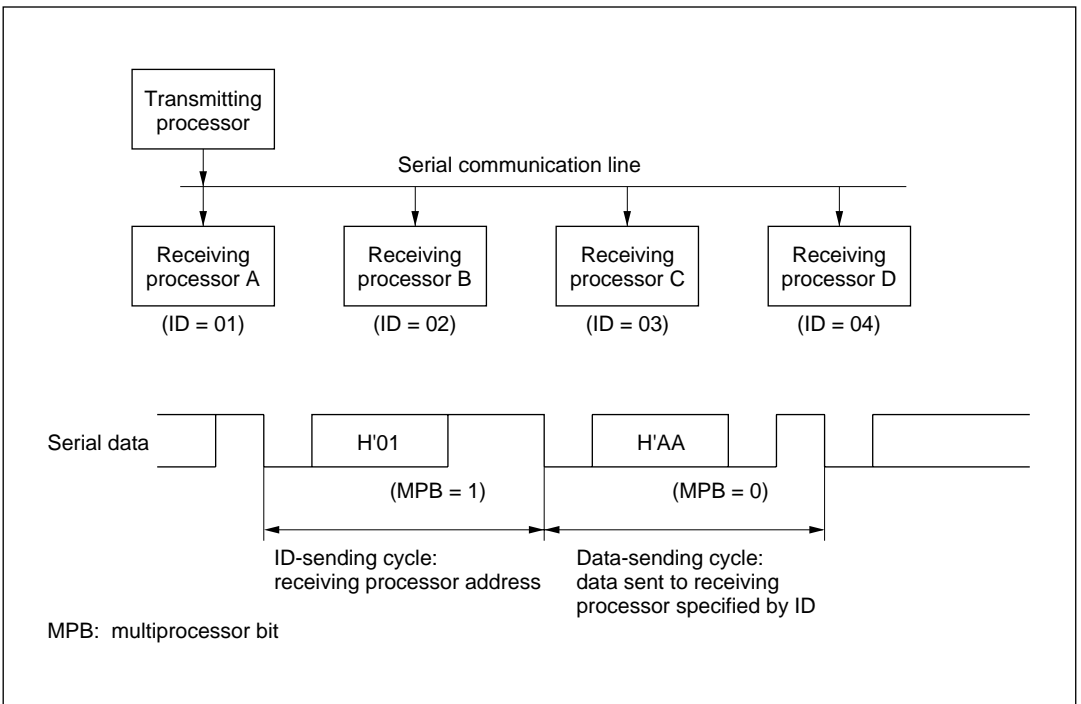 Transmitting
processor
Serial communication line
Receiving
processor A
Receiving
processor B
Receiving
processor C
Receiving
processor D
(ID = 01)
(ID = 02)
(ID = 03)
(ID = 04)
Serial data
H'01
H'AA
(MPB = 1)
(MPB = 0)
ID-sending cycle:
receiving processor address
Data-sending cycle:
data sent to receiving
processor specified by ID
MPB: multiprocessor bit